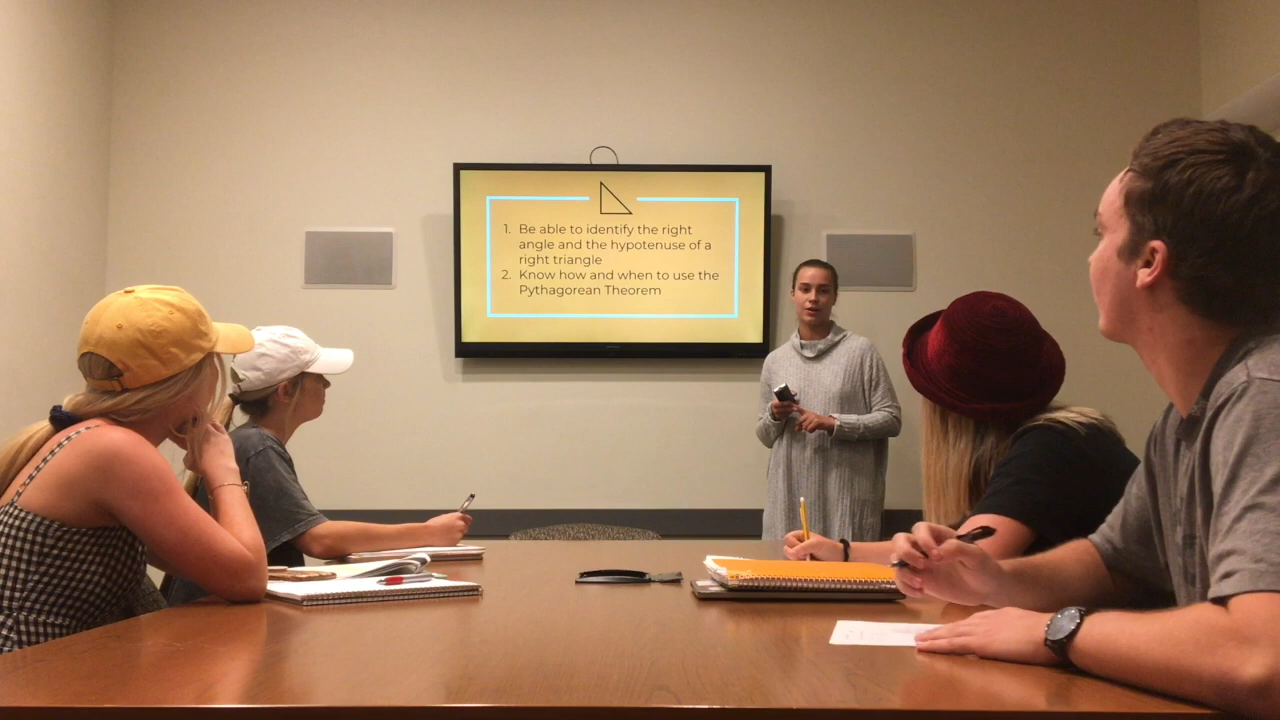 1. Be able to identify the right
angle and the hypotenuse of a
right triangle
2. Know how and when to use the
Pythagorean Theorem